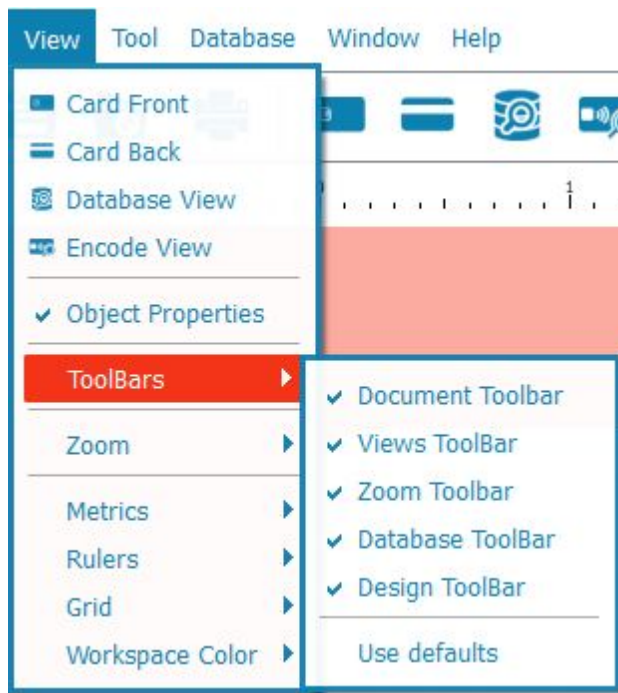 View Tool Database Window Help
Card Front
Card Back
Database View
Encode View
Object Properties
ToolBars
Zoom
Metrics
Rulers
Grid
Workspace Color
1
Document Toolbar
Views ToolBar
Zoom Toolbar
Database ToolBar
Design ToolBar
Use defaults